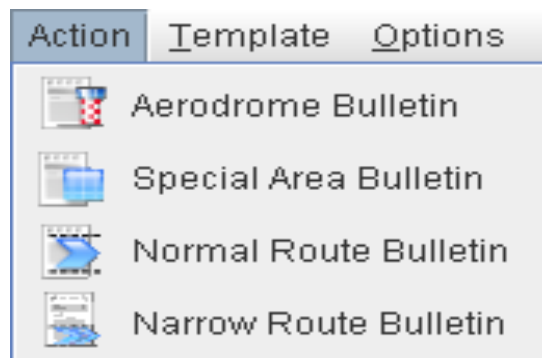 Action Template Options
Aerodrome Bulletin
Special Area Bulletin
Normal Route Bulletin
Narrow Route Bulletin